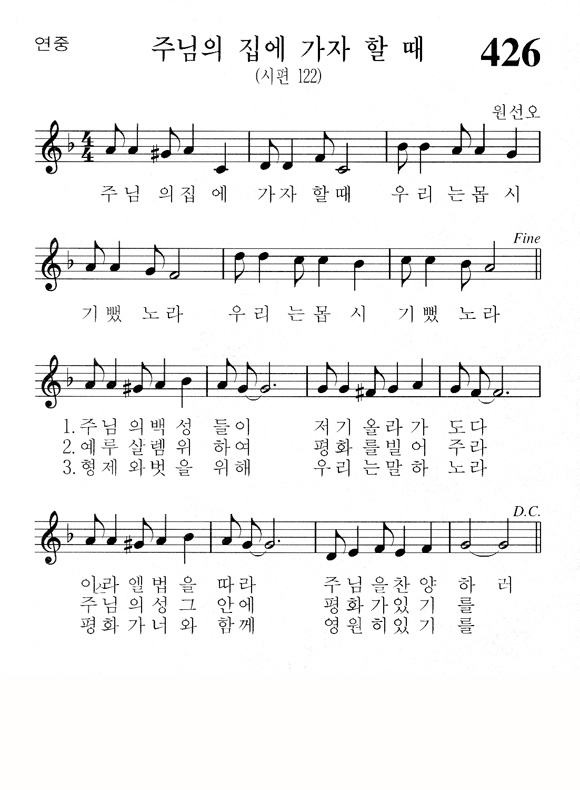 연중 주님의 집에 가자 할 때 426
(시편 122)
원선오
4 4
주님 의집 에 가자 할때 우리 는몹 시
Fine
기뻤 노라 우리 는몹 시 기뻤 노라
1. 주님 의백 성 들이 저기 올라 가 도다
2. 예루 살렘 위 하여 평화 를빌 어 주라
3. 형제 와벗 을 위해 우리 는말 하 노라
D.C.
이라 엘법 을 따라 주님 을찬 양 하러
주님 의성 그 안에 평화 가있 기 를
평화 가너 와 함께 영원 히있 기 를